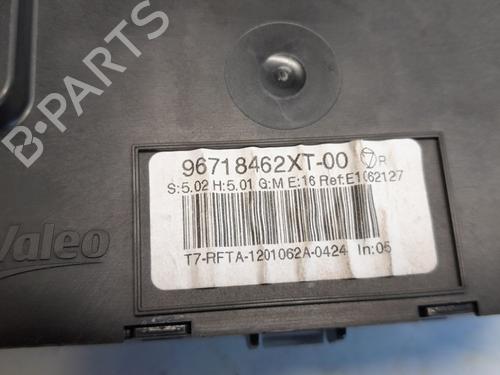 B-PARTS
96718462XT-00 R
S:5.02 H:5.01 G:M E:16 Ref:E1062127
T7-RFTA-1201062A-0424 In:05
Valeo